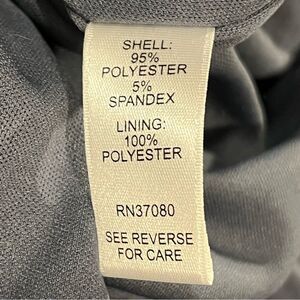 SHELL:
95%
POLYESTER
5%
SPANDEX
LINING:
100%
POLYESTER
RN37080
SEE REVERSE
FOR CARE